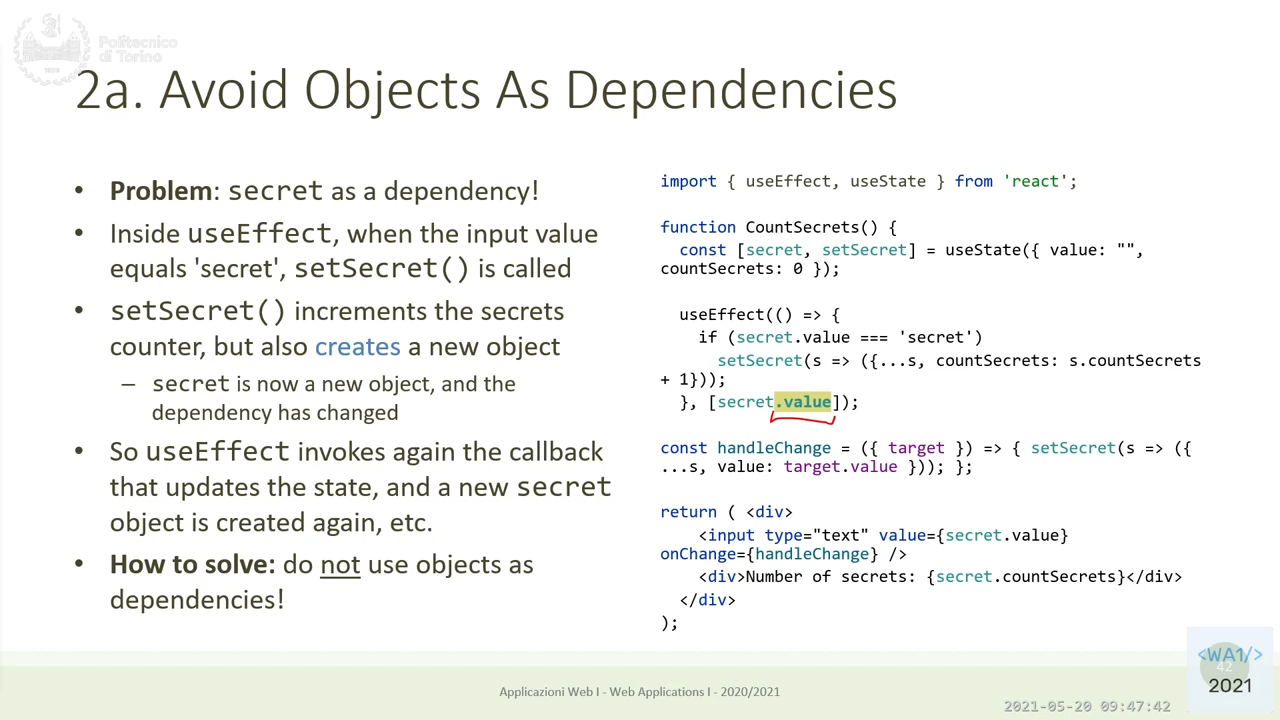 Politecnico
di Torino
2a. Avoid Objects As Dependencies
• Problem: secret as a dependency!
• Inside useEffect, when the input value
equals 'secret', setSecret() is called
• setSecret() increments the secrets
counter, but also creates a new object
– secret is now a new object, and the
dependency has changed
• So useEffect invokes again the callback
that updates the state, and a new secret
object is created again, etc.
• How to solve: do not use objects as
dependencies!
import { useEffect, useState } from 'react';
function CountSecrets() {
const [secret, setSecret] = useState({ value: "",
countSecrets: 0 });
useEffect(() => {
if (secret.value === 'secret')
setSecret(s => ({...s, countSecrets: s.countSecrets
+ 1}));
}, [secret.value]);
const handleChange = ({ target }) => { setSecret(s => ({
...s, value: target.value })); };
return ( <div>
<input type="text" value={secret.value}
onChange={handleChange} />
<div>Number of secrets: {secret.countSecrets}</div>
</div>
);
Applicazioni Web I - Web Applications I - 2020/2021
<WA1/>
42
2021
2021-05-20 09:47:42